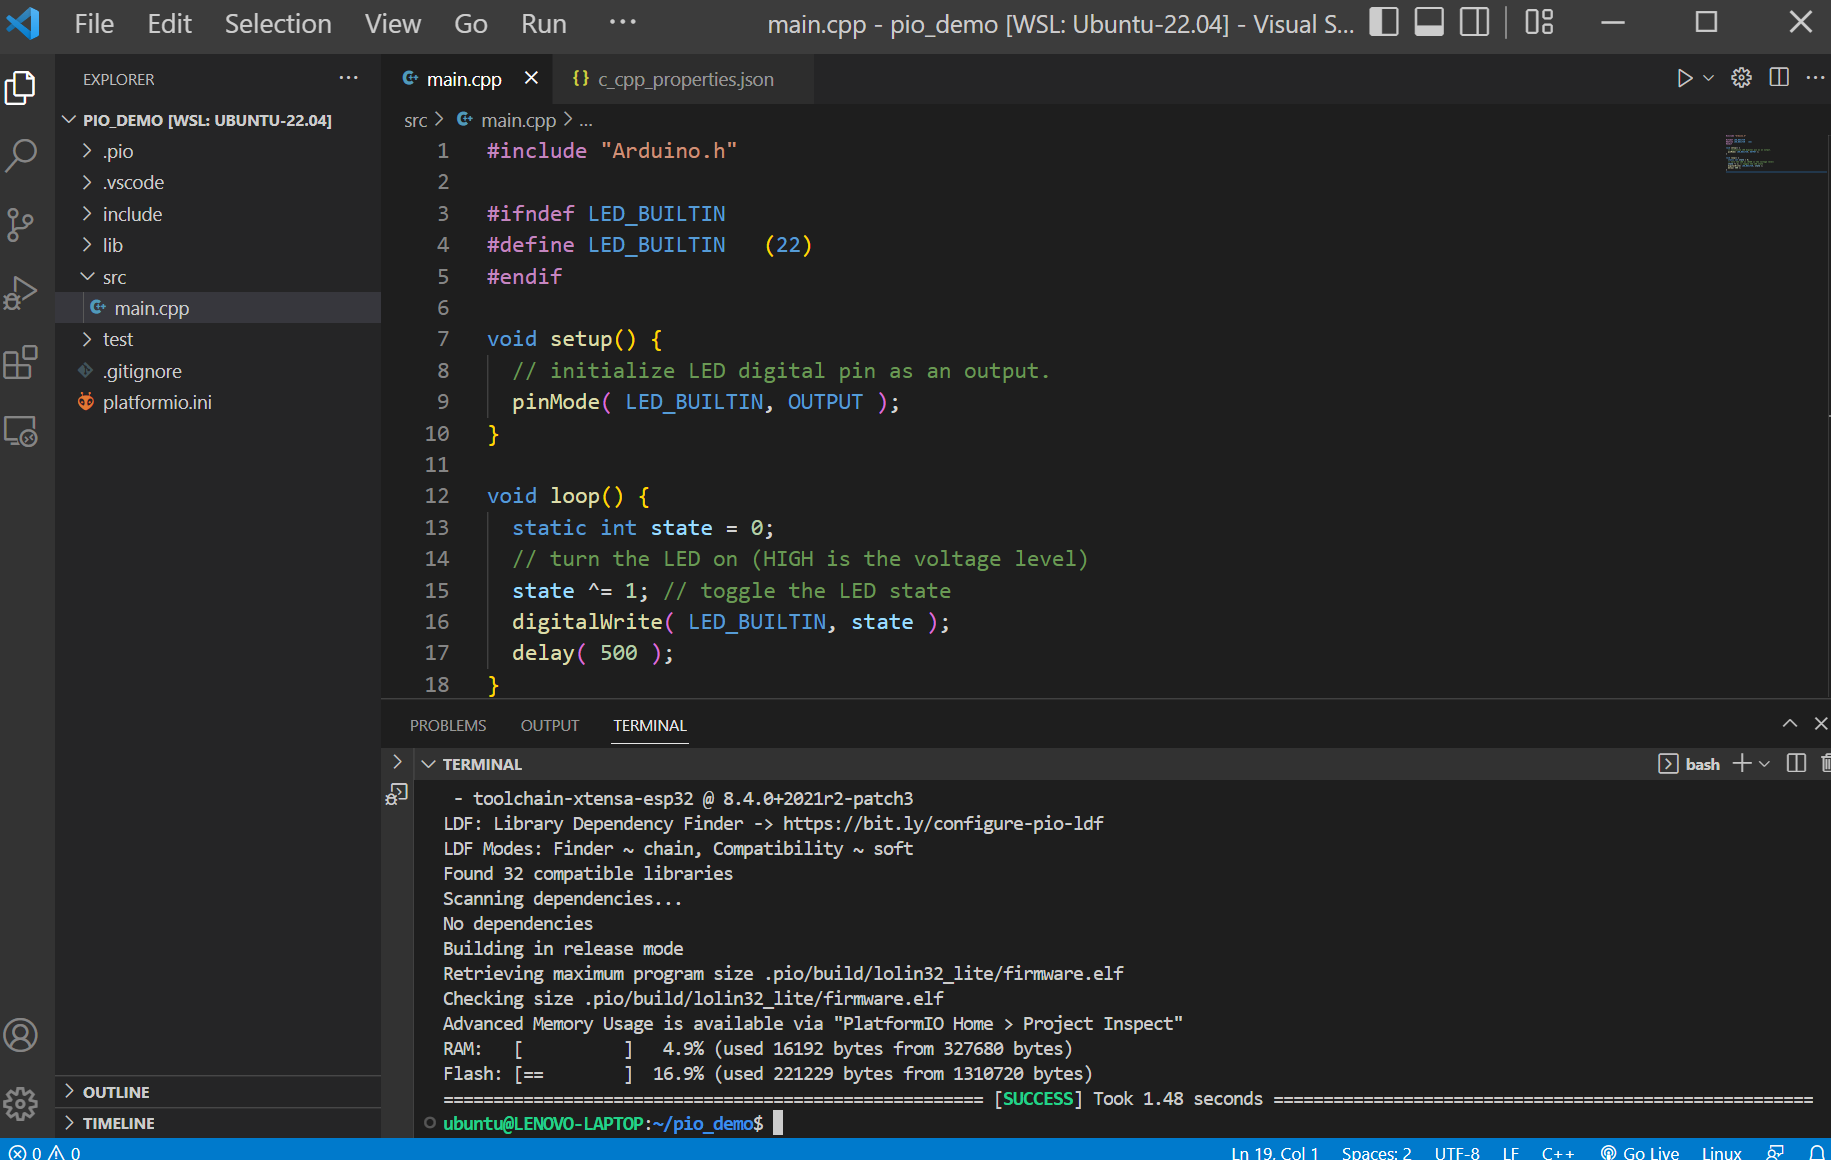 File Edit Selection View Go Run ··· main.cpp - pio_demo [WSL: Ubuntu-22.04] - Visual S...
EXPLORER ···
PIO_DEMO [WSL: UBUNTU-22.04]
.pio
.vscode
include
lib
src
main.cpp
test
.gitignore
platformio.ini
OUTLINE
TIMELINE
main.cpp {} c_cpp_properties.json
src > main.cpp > ...
1 #include "Arduino.h"
2
3 #ifndef LED_BUILTIN
4 #define LED_BUILTIN   (22)
5 #endif
6
7 void setup() {
8   // initialize LED digital pin as an output.
9   pinMode( LED_BUILTIN, OUTPUT );
10 }
11
12 void loop() {
13   static int state = 0;
14   // turn the LED on (HIGH is the voltage level)
15   state ^= 1; // toggle the LED state
16   digitalWrite( LED_BUILTIN, state );
17   delay( 500 );
18 }
PROBLEMS OUTPUT TERMINAL
TERMINAL bash
- toolchain-xtensa-esp32 @ 8.4.0+2021r2-patch3
LDF: Library Dependency Finder -> https://bit.ly/configure-pio-ldf
LDF Modes: Finder ~ chain, Compatibility ~ soft
Found 32 compatible libraries
Scanning dependencies...
No dependencies
Building in release mode
Retrieving maximum program size .pio/build/lolin32_lite/firmware.elf
Checking size .pio/build/lolin32_lite/firmware.elf
Advanced Memory Usage is available via "PlatformIO Home > Project Inspect"
RAM:   [          ]   4.9% (used 16192 bytes from 327680 bytes)
Flash: [==        ]  16.9% (used 221229 bytes from 1310720 bytes)
====================================================== [SUCCESS] Took 1.48 seconds ======================================================
ubuntu@LENOVO-LAPTOP:~/pio_demo$
0 0 Ln 19, Col 1 Spaces: 2 UTF-8 LF C++ Go Live Linux